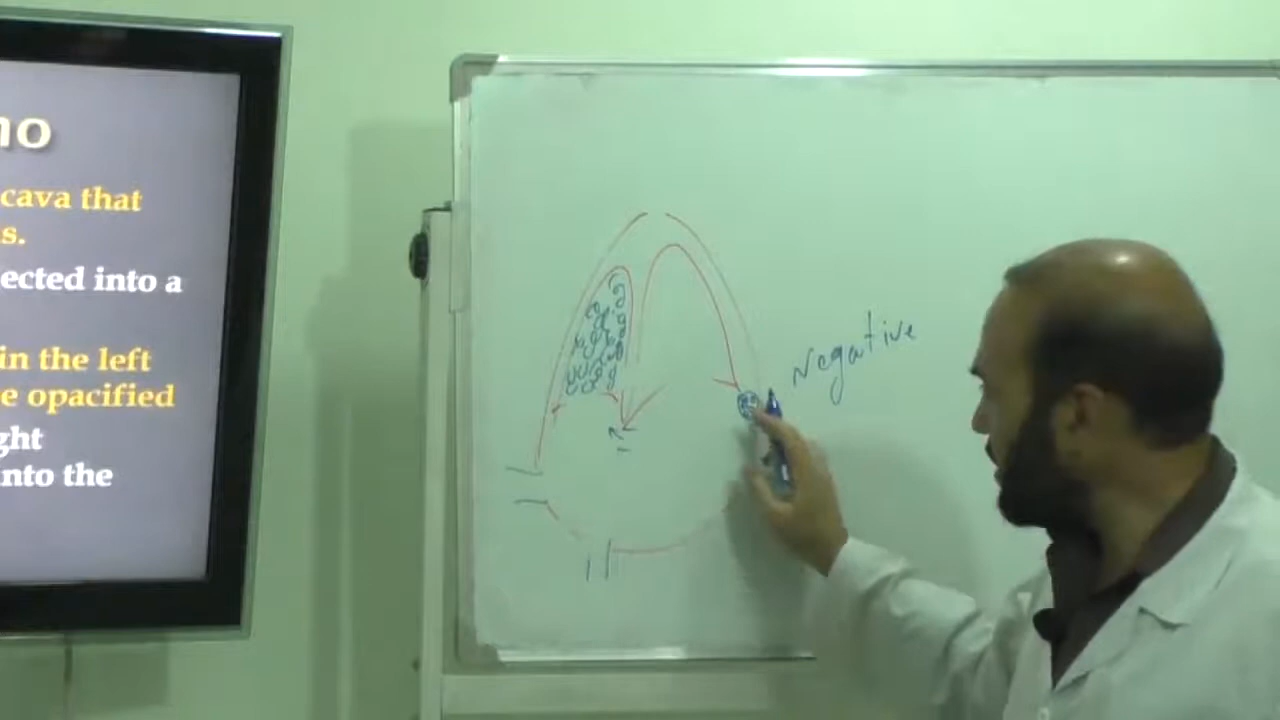 no
cava that
s.
ected into a
in the left
e opacified
ght
nto the
Negative